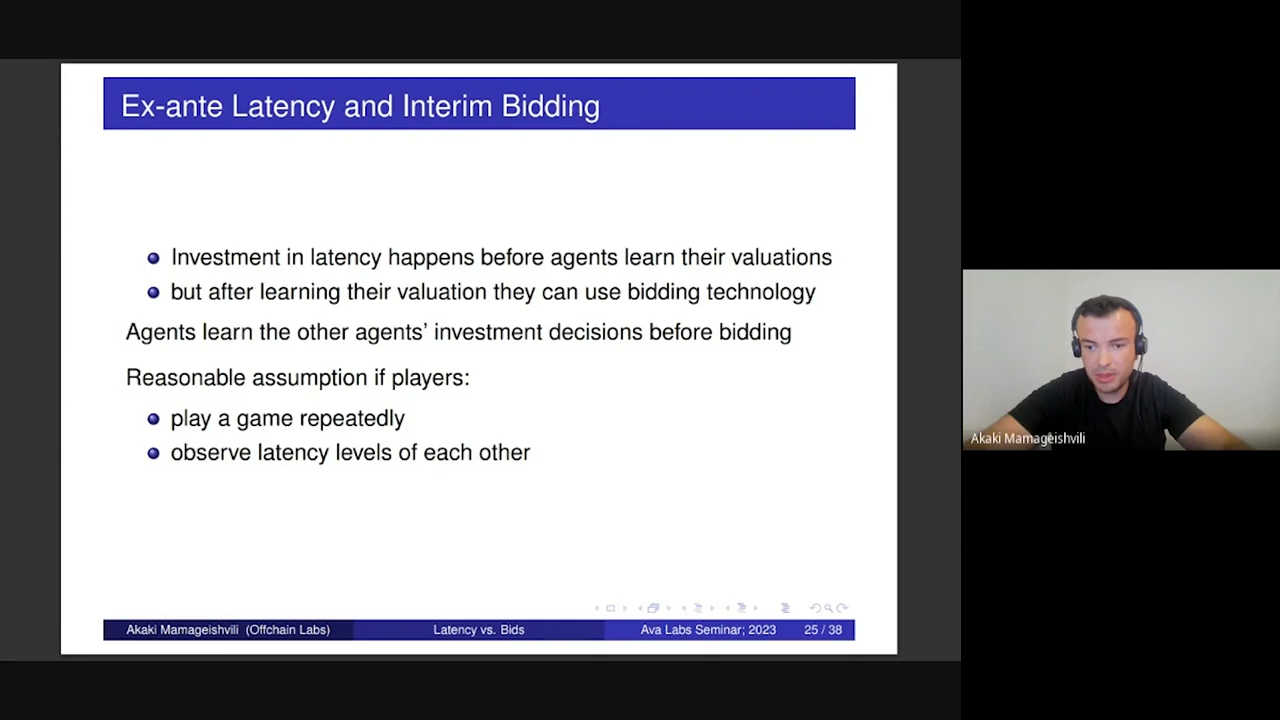 Ex-ante Latency and Interim Bidding
Investment in latency happens before agents learn their valuations
but after learning their valuation they can use bidding technology
Agents learn the other agents' investment decisions before bidding
Reasonable assumption if players:
play a game repeatedly
observe latency levels of each other
Akaki Mamageishvili (Offchain Labs)
Latency vs. Bids
Ava Labs Seminar; 2023
25 / 38
Akaki Mamageishvili